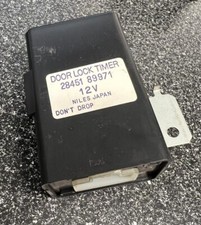 DOOR LOCK TIMER
28451 89971
12V
NILES JAPAN
DON'T DROP